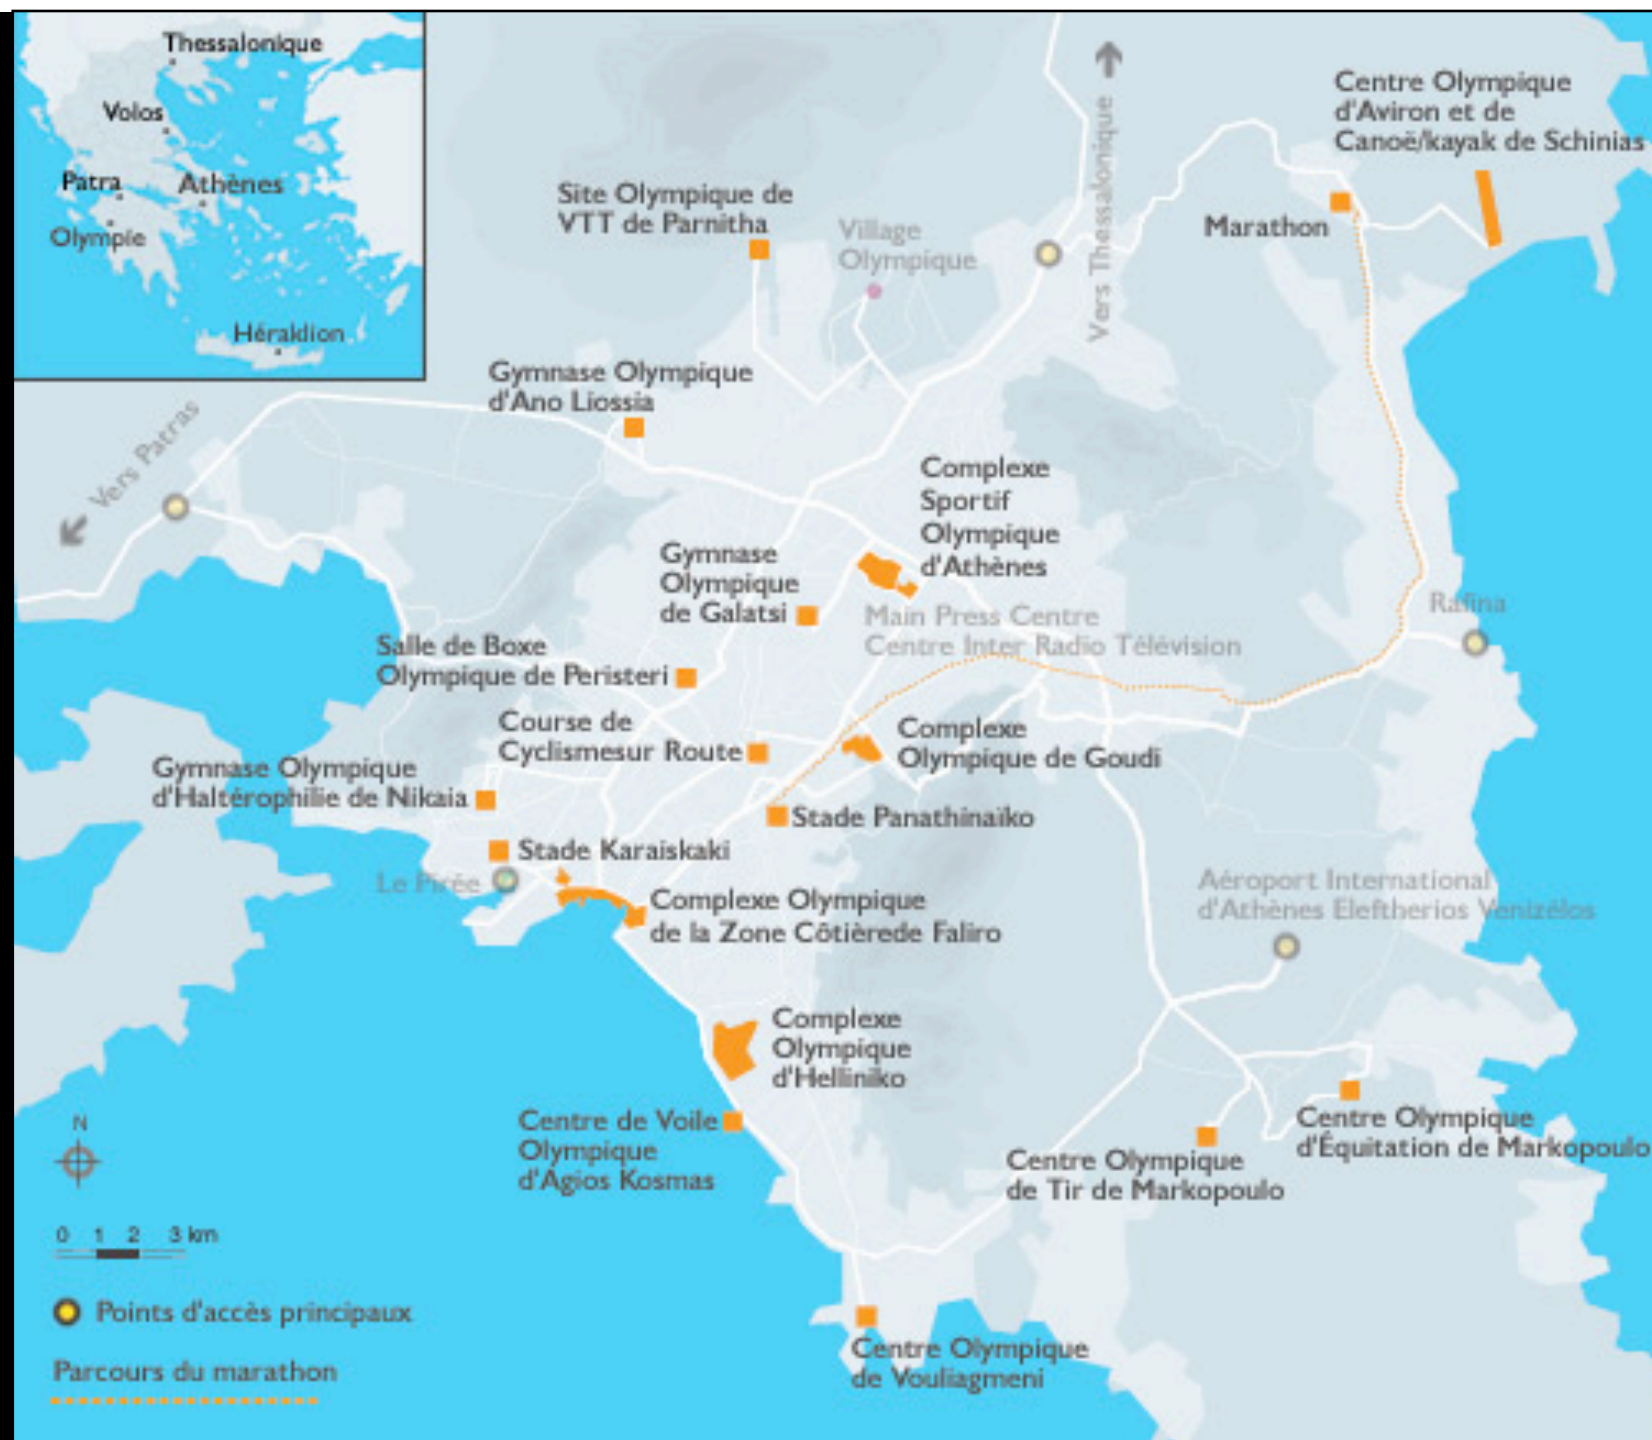 Thessalonique
Volos
Patra
Athènes
Olympie
Héraklion
Vers Thessalonique
Centre Olympique
d'Aviron et de
Canoë/kayak de Schinias
Site Olympique de
VTT de Parnitha
Village
Olympique
Marathon
Gymnase Olympique
d'Ano Liossia
Vers Patras
Complexe
Sportif
Olympique
d'Athènes
Gymnase
Olympique
de Galatsi
Main Press Centre
Centre Inter Radio Télévision
Rafina
Salle de Boxe
Olympique de Peristeri
Course de
Cyclismesur Route
Complexe
Olympique de Goudi
Gymnase Olympique
d'Haltérophilie de Nikaia
Stade Panathinaïko
Stade Karaiskaki
Le Pirée
Aéroport International
d'Athènes Eleftherios Venizélos
Complexe Olympique
de la Zone Côtièrede Faliro
Complexe
Olympique
d'Helliniko
Centre de Voile
Olympique
d'Agios Kosmas
Centre Olympique
d'Équitation de Markopoulo
Centre Olympique
de Tir de Markopoulo
N
0 1 2 3 km
Points d'accès principaux
Parcours du marathon
Centre Olympique
de Vouliagmeni